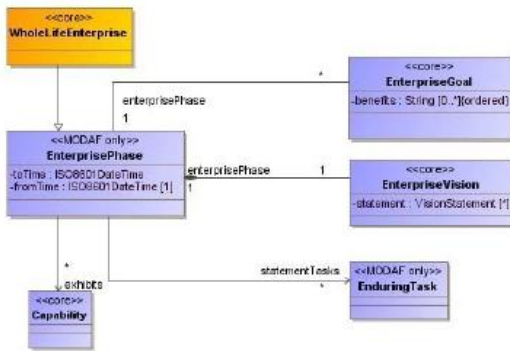 <<core>>
WholeLifeEnterprise
*
<<core>>
EnterpriseGoal
-benefits : String [0..*]{ordered}
enterprisePhase
1
<<MODAF only>>
EnterprisePhase
-toTime : ISO8601DateTime
-fromTime : ISO8601DateTime [1]
enterprisePhase
1
1
<<core>>
EnterpriseVision
-statement : VisionStatement [*]
*
exhibits
<<core>>
Capability
statementTasks
*
<<MODAF only>>
EnduringTask